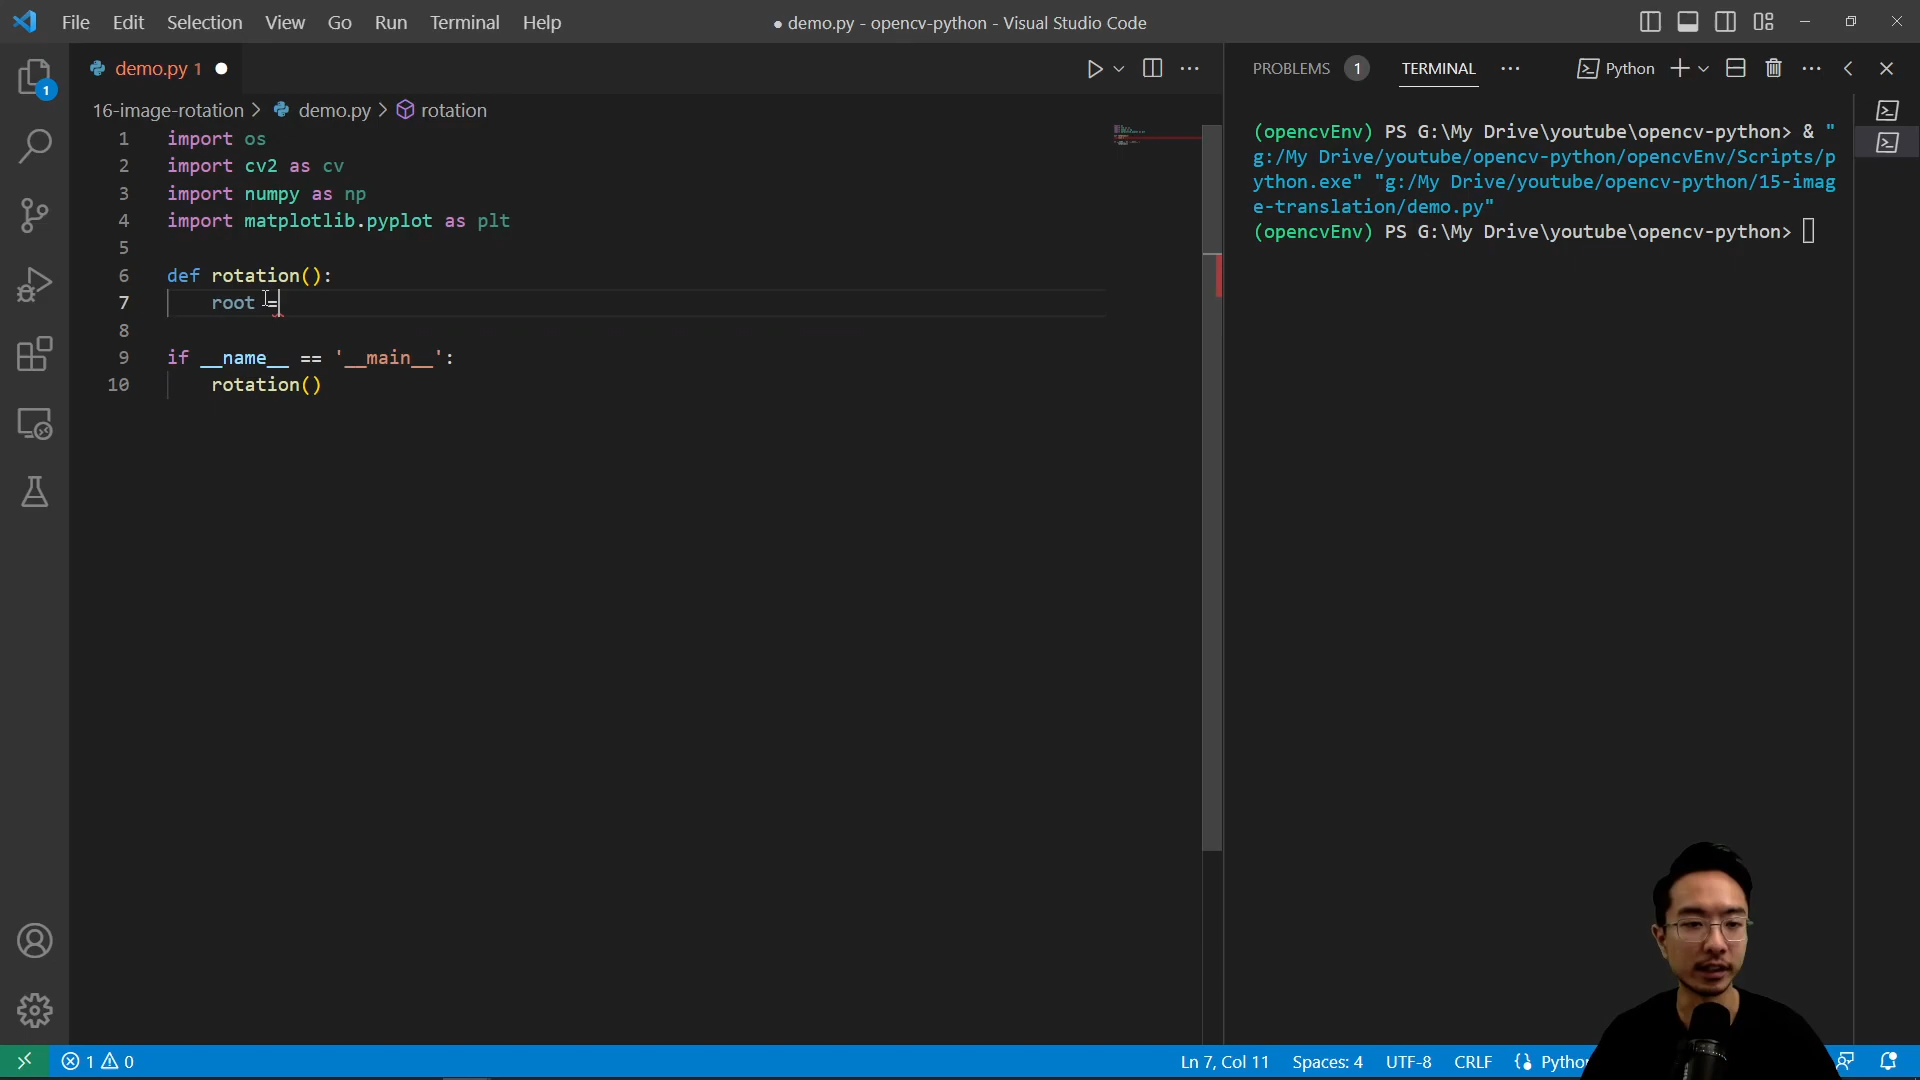 File Edit Selection View Go Run Terminal Help
● demo.py - opencv-python - Visual Studio Code
demo.py 1
PROBLEMS 1 TERMINAL
Python
16-image-rotation > demo.py > rotation
1
1 import os
2 import cv2 as cv
3 import numpy as np
4 import matplotlib.pyplot as plt
5
6 def rotation():
7 root =
8
9 if __name__ == '__main__':
10 rotation()
(opencvEnv) PS G:\My Drive\youtube\opencv-python> & "
g:/My Drive/youtube/opencv-python/opencvEnv/Scripts/p
ython.exe" "g:/My Drive/youtube/opencv-python/15-imag
e-translation/demo.py"
(opencvEnv) PS G:\My Drive\youtube\opencv-python>
1 0
Ln 7, Col 11 Spaces: 4 UTF-8 CRLF